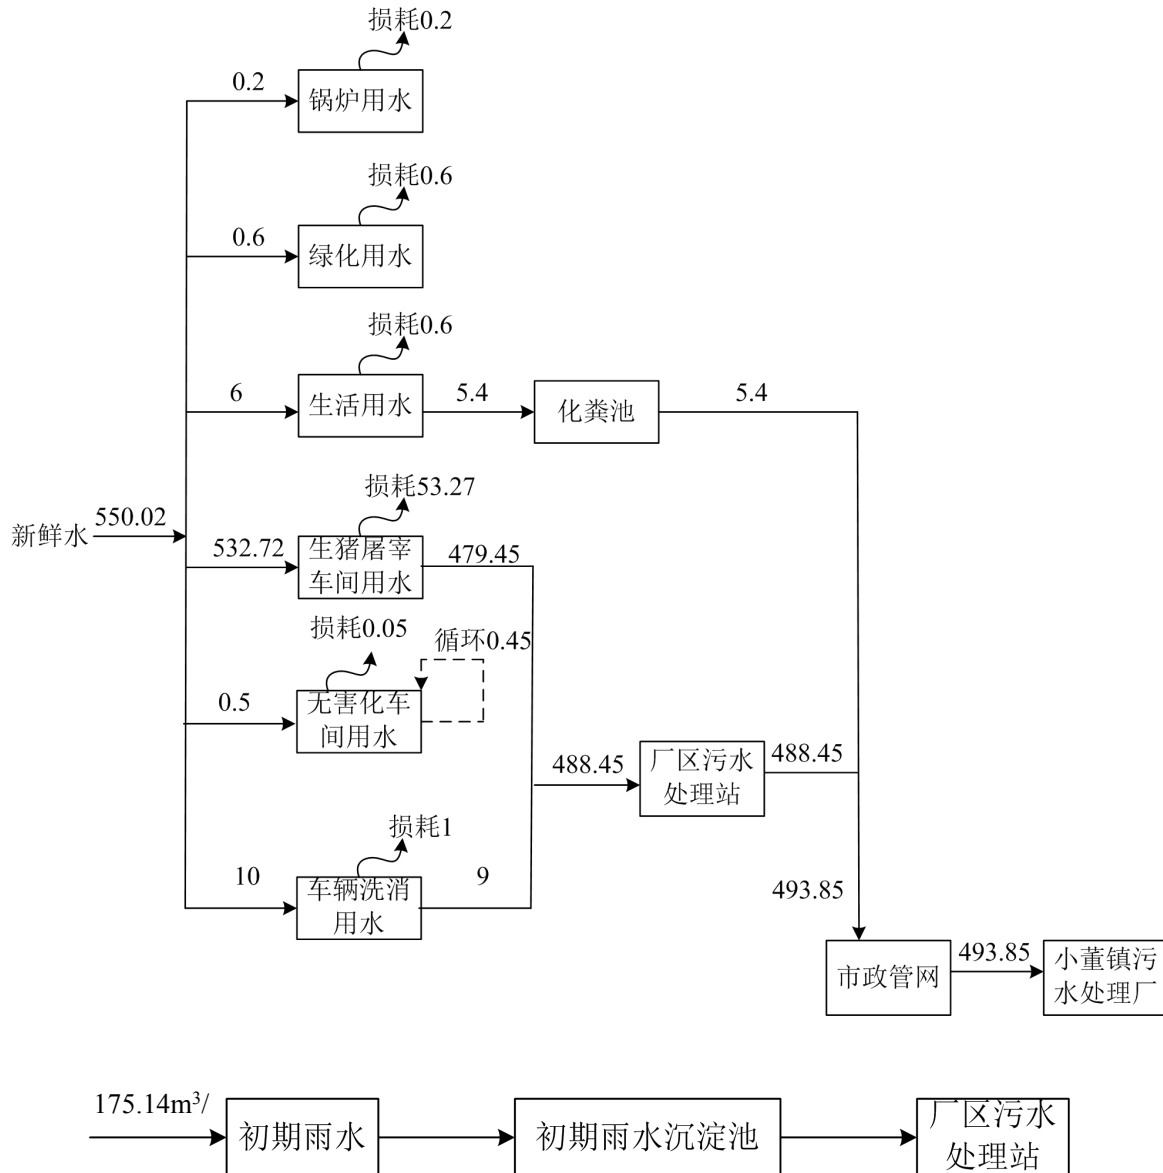 损耗0.2
0.2
锅炉用水
损耗0.6
0.6
绿化用水
损耗0.6
6
生活用水
5.4
化粪池
5.4
损耗53.27
新鲜水
550.02
532.72
生猪屠宰
车间用水
479.45
损耗0.05
循环0.45
0.5
无害化车
间用水
488.45
厂区污水
处理站
488.45
损耗1
10
车辆洗消
用水
9
493.85
市政管网
493.85
小董镇污
水处理厂
175.14m³/
初期雨水
初期雨水沉淀池
厂区污水
处理站